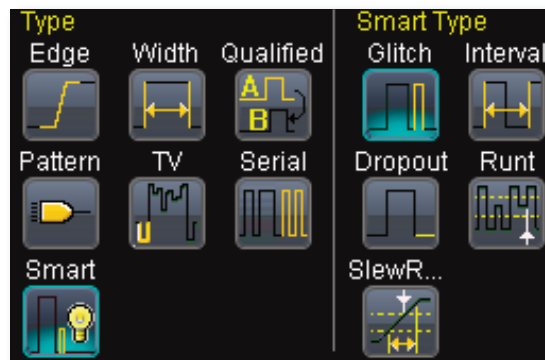 Type
Edge Width Qualified
A
B
Pattern TV Serial
Smart
Smart Type
Glitch Interval
Dropout Runt
SlewR...